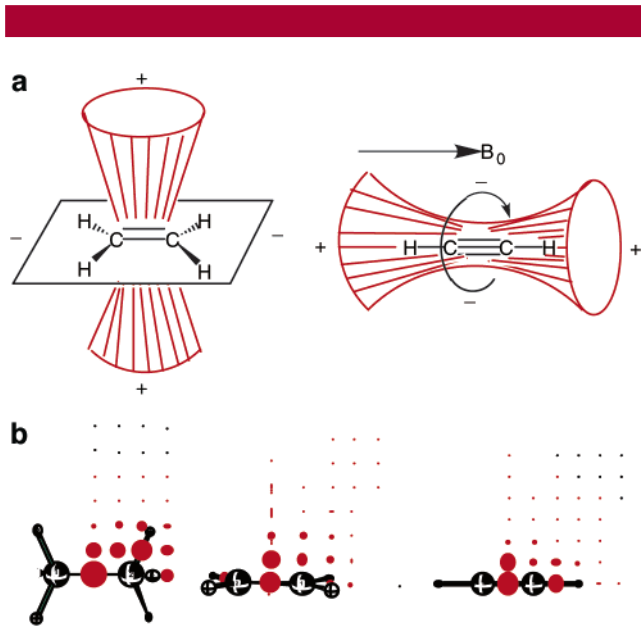 a
+
H H
– C C –
H H
+
B0
–
+ H C C H +
–
b